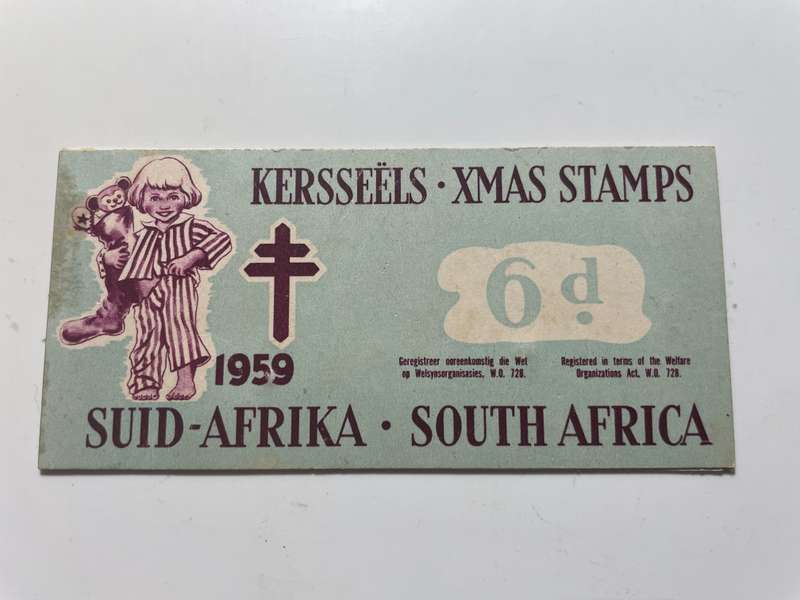 KERSSEËLS · XMAS STAMPS
6d.
Geregistreer ooreenkomstig die Wet
op Welsynsorganisasies, W.O. 728.
Registered in terms of the Welfare
Organizations Act, W.O. 728.
1959
SUID-AFRIKA · SOUTH AFRICA